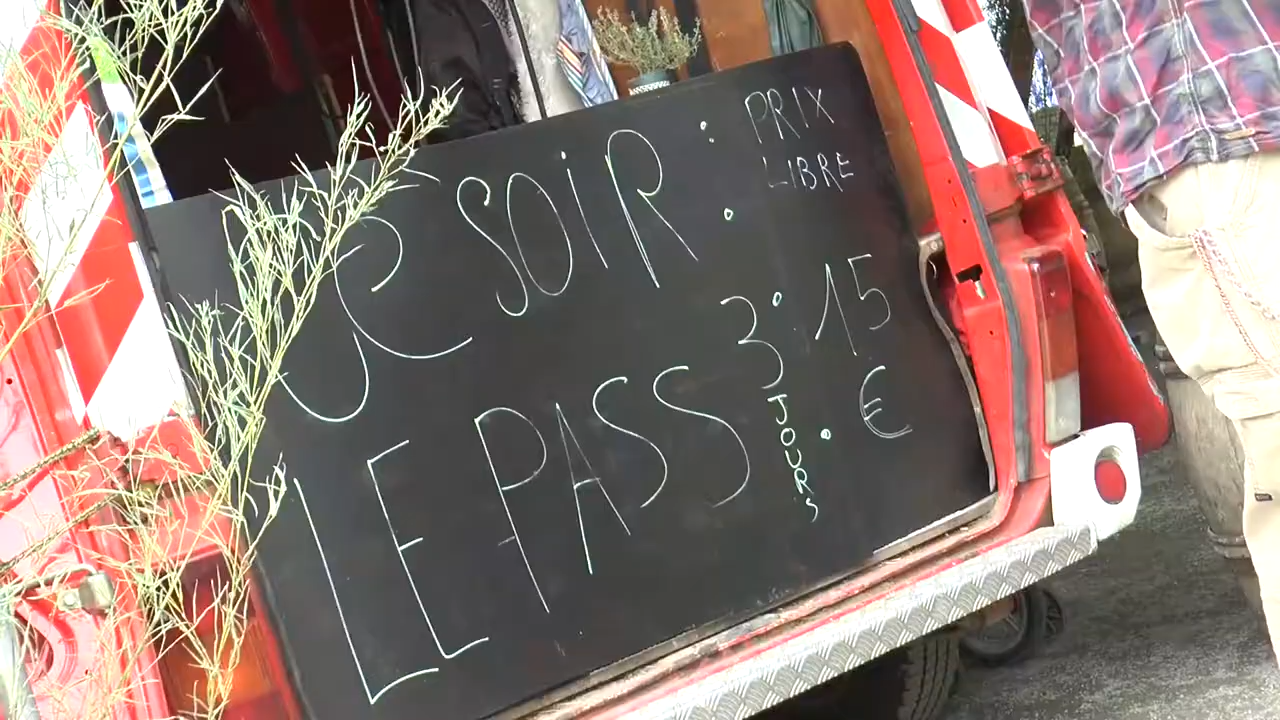 CE SOIR : PRIX LIBRE
LE PASS 3 JOURS : 15 €